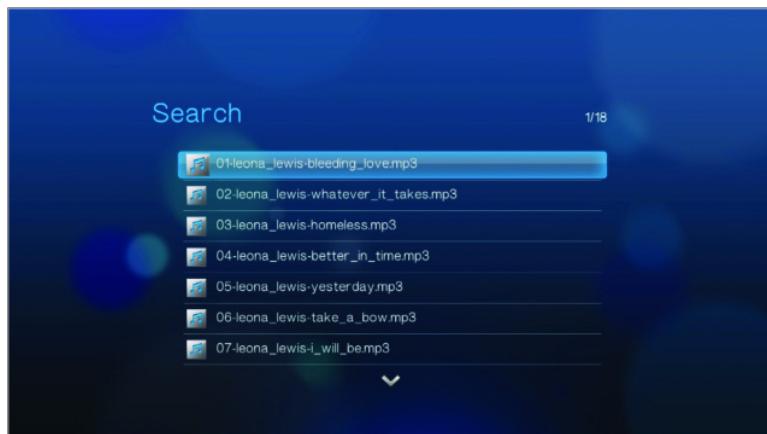 Search
1/18
01-leona_lewis-bleeding_love.mp3
02-leona_lewis-whatever_it_takes.mp3
03-leona_lewis-homeless.mp3
04-leona_lewis-better_in_time.mp3
05-leona_lewis-yesterday.mp3
06-leona_lewis-take_a_bow.mp3
07-leona_lewis-i_will_be.mp3